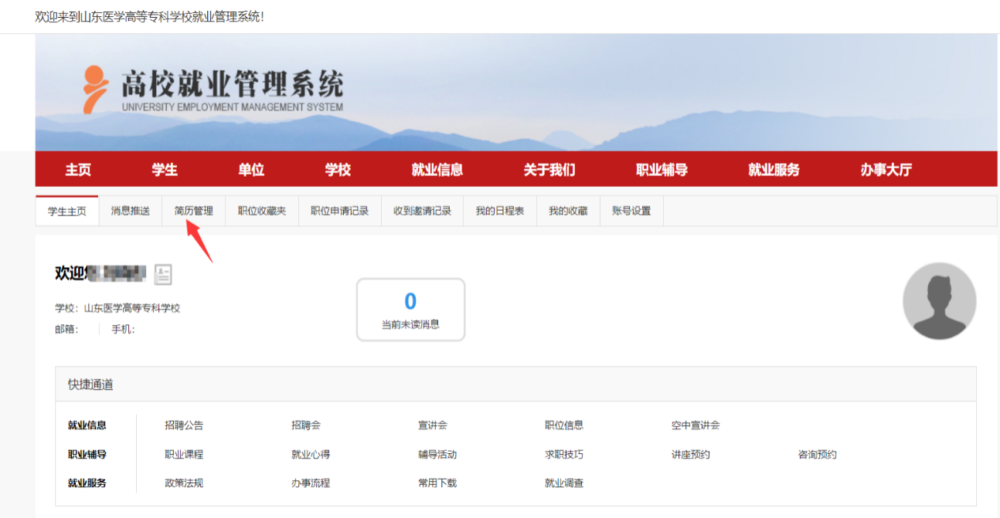 欢迎来到山东医学高等专科学校就业管理系统！
高校就业管理系统
UNIVERSITY EMPLOYMENT MANAGEMENT SYSTEM
主页 学生 单位 学校 就业信息 关于我们 职业辅导 就业服务 办事大厅
学生主页 消息推送 简历管理 职位收藏夹 职位申请记录 收到邀请记录 我的日程表 我的收藏 账号设置
欢迎
学校：山东医学高等专科学校
邮箱： 手机：
0
当前未读消息
快捷通道
就业信息 招聘公告 招聘会 宣讲会 职位信息 空中宣讲会
职业辅导 职业课程 就业心得 辅导活动 求职技巧 讲座预约 咨询预约
就业服务 政策法规 办事流程 常用下载 就业调查